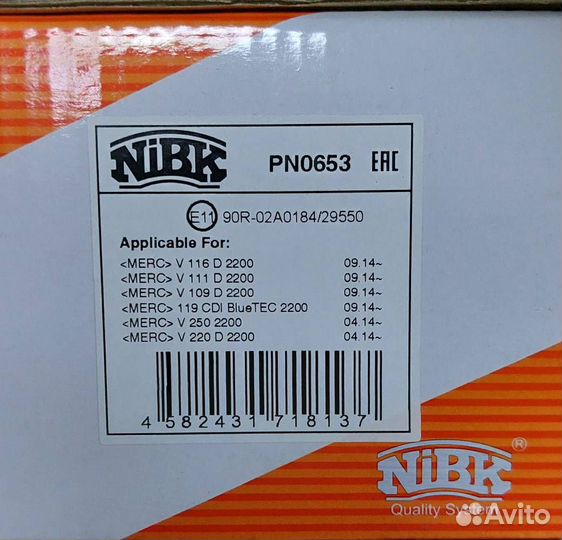 NiBK PN0653 EAC
E11 90R-02A0184/29550
Applicable For:
<MERC> V 116 D 2200 09.14~
<MERC> V 111 D 2200 09.14~
<MERC> V 109 D 2200 09.14~
<MERC> 119 CDI BlueTEC 2200 09.14~
<MERC> V 250 2200 04.14~
<MERC> V 220 D 2200 04.14~
4 582431 718137
NiBK®
Quality System
Avito